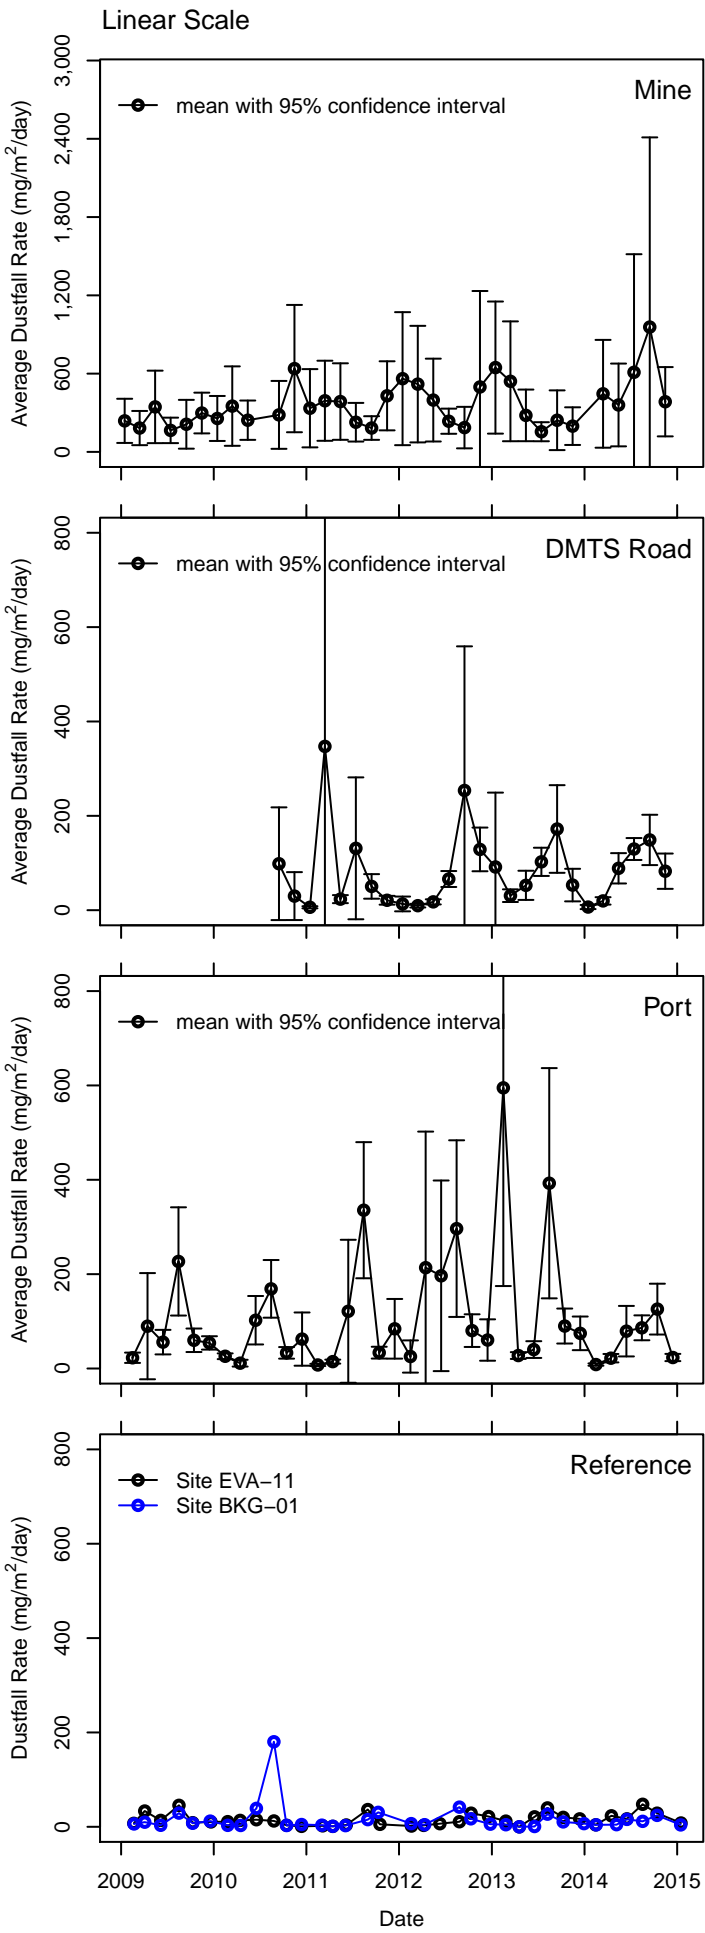 Linear Scale
Average Dustfall Rate (mg/m²/day)
3,000
2,400
1,800
1,200
600
0
mean with 95% confidence interval
Mine
Average Dustfall Rate (mg/m²/day)
800
600
400
200
0
mean with 95% confidence interval
DMTS Road
Average Dustfall Rate (mg/m²/day)
800
600
400
200
0
mean with 95% confidence interval
Port
Dustfall Rate (mg/m²/day)
800
600
400
200
0
Site EVA−11
Site BKG−01
Reference
2009 2010 2011 2012 2013 2014 2015
Date